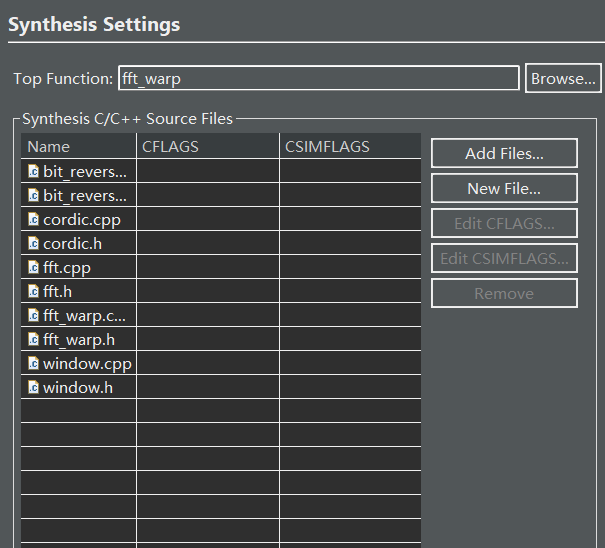 Synthesis Settings
Top Function: fft_warp Browse...
Synthesis C/C++ Source Files
Name CFLAGS CSIMFLAGS
bit_revers...
bit_revers...
cordic.cpp
cordic.h
fft.cpp
fft.h
fft_warp.c...
fft_warp.h
window.cpp
window.h
Add Files...
New File...
Edit CFLAGS...
Edit CSIMFLAGS...
Remove